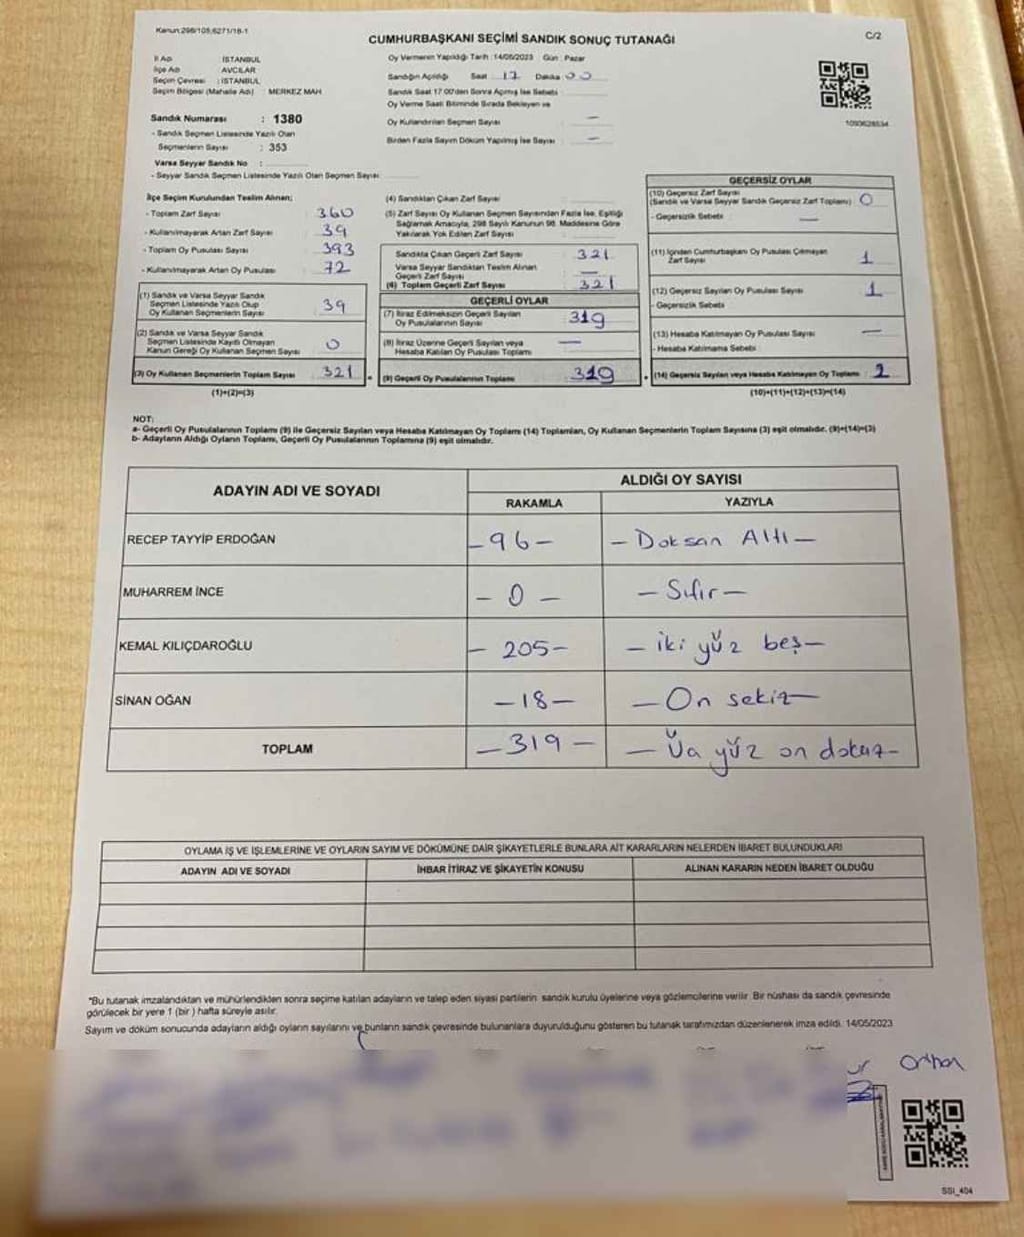 Kanun:298/105;6271/18-1
CUMHURBAŞKANI SEÇİMİ SANDIK SONUÇ TUTANAĞI
C/2
İl Adı : İSTANBUL
İlçe Adı : AVCILAR
Seçim Çevresi : İSTANBUL
Seçim Bölgesi (Mahalle Adı) : MERKEZ MAH
Sandık Numarası : 1380
- Sandık Seçmen Listesinde Yazılı Olan
Seçmenlerin Sayısı : 353
Varsa Seyyar Sandık No :
- Seyyar Sandık Seçmen Listesinde Yazılı Olan Seçmen Sayısı
Oy Vermenin Yapıldığı Tarih : 14/05/2023 Gün : Pazar
Sandığın Açıldığı Saat 17 Dakika 00
Sandık Saat 17:00'den Sonra Açılmış İse Sebebi
Oy Verme Saati Bitiminde Sırada Bekleyen ve
Oy Kullandırılan Seçmen Sayısı —
Birden Fazla Sayım Döküm Yapılmış İse Sayısı —
1093628534
İlçe Seçim Kurulundan Teslim Alınan;
- Toplam Zarf Sayısı 360
- Kullanılmayarak Artan Zarf Sayısı 39
- Toplam Oy Pusulası Sayısı 393
- Kullanılmayarak Artan Oy Pusulası 72
(1) Sandık ve Varsa Seyyar Sandık
Seçmen Listesinde Yazılı Olup
Oy Kullanan Seçmenlerin Sayısı 39
(2) Sandık ve Varsa Seyyar Sandık
Seçmen Listesinde Kayıtlı Olmayan
Kanun Gereği Oy Kullanan Seçmen Sayısı 0
(3) Oy Kullanan Seçmenlerin Toplam Sayısı 321
(1)+(2)=(3)
(4) Sandıktan Çıkan Zarf Sayısı
(5) Zarf Sayısı Oy Kullanan Seçmen Sayısından Fazla İse, Eşitliği
Sağlamak Amacıyla, 298 Sayılı Kanunun 98. Maddesine Göre
Yakılarak Yok Edilen Zarf Sayısı
Sandıkta Çıkan Geçerli Zarf Sayısı 321
Varsa Seyyar Sandıktan Teslim Alınan
Geçerli Zarf Sayısı —
(6) Toplam Geçerli Zarf Sayısı 321
GEÇERLİ OYLAR
(7) İtiraz Edilmeksizin Geçerli Sayılan
Oy Pusulalarının Sayısı 319
(8) İtiraz Üzerine Geçerli Sayılan veya
Hesaba Katılan Oy Pusulası Toplamı —
(9) Geçerli Oy Pusulalarının Toplamı 319
GEÇERSİZ OYLAR
(10) Geçersiz Zarf Sayısı
(Sandık ve Varsa Seyyar Sandık Geçersiz Zarf Toplamı) 0
- Geçersizlik Sebebi —
(11) İçinden Cumhurbaşkanı Oy Pusulası Çıkmayan
Zarf Sayısı 1
(12) Geçersiz Sayılan Oy Pusulası Sayısı 1
- Geçersizlik Sebebi
(13) Hesaba Katılmayan Oy Pusulası Sayısı —
- Hesaba Katılmama Sebebi
(14) Geçersiz Sayılan veya Hesaba Katılmayan Oy Toplamı 2
(10)+(11)+(12)+(13)=(14)
NOT:
a- Geçerli Oy Pusulalarının Toplamı (9) ile Geçersiz Sayılan veya Hesaba Katılmayan Oy Toplamı (14) Toplamları, Oy Kullanan Seçmenlerin Toplam Sayısına (3) eşit olmalıdır. (9)+(14)=(3)
b- Adayların Aldığı Oyların Toplamı, Geçerli Oy Pusulalarının Toplamına (9) eşit olmalıdır.
ADAYIN ADI VE SOYADI
ALDIĞI OY SAYISI
RAKAMLA YAZIYLA
RECEP TAYYİP ERDOĞAN -96- - Doksan Altı -
MUHARREM İNCE - 0 - - Sıfır -
KEMAL KILIÇDAROĞLU - 205- - iki yüz beş -
SİNAN OĞAN -18- - On sekiz -
TOPLAM -319- - Üa yüz on dokuz -
OYLAMA İŞ VE İŞLEMLERİNE VE OYLARIN SAYIM VE DÖKÜMÜNE DAİR ŞİKAYETLERLE BUNLARA AİT KARARLARIN NELERDEN İBARET BULUNDUKLARI
ADAYIN ADI VE SOYADI
İHBAR İTİRAZ VE ŞİKAYETİN KONUSU
ALINAN KARARIN NEDEN İBARET OLDUĞU
*Bu tutanak imzalandıktan ve mühürlendikten sonra seçime katılan adayların ve talep eden siyasi partilerin sandık kurulu üyelerine veya gözlemcilerine verilir. Bir nüshası da sandık çevresinde
görülecek bir yere 1 (bir) hafta süreyle asılır.
Sayım ve döküm sonucunda adayların aldığı oyların sayılarını ve bunların sandık çevresinde bulunanlara duyurulduğunu gösteren bu tutanak tarafımızdan düzenlenerek imza edildi. 14/05/2023
Orhan
SSI_404